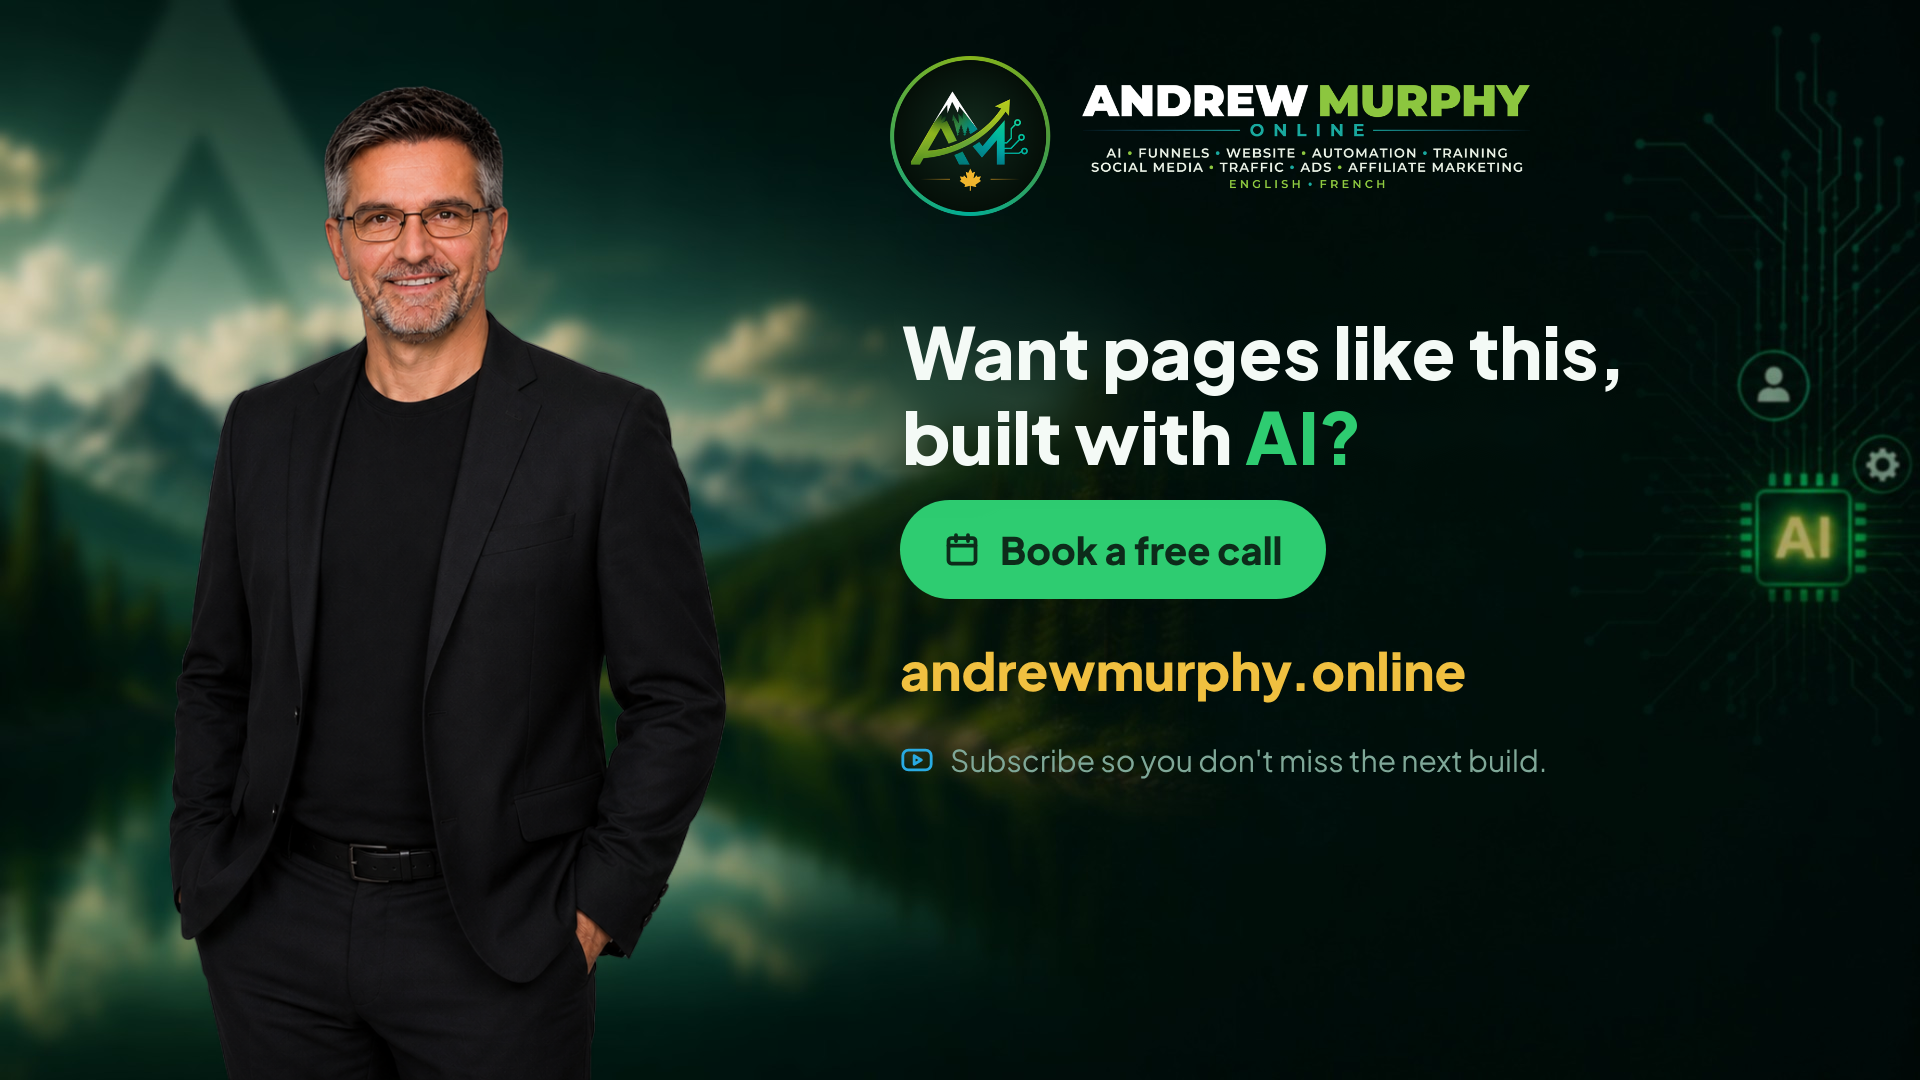 AM
ANDREW MURPHY
ONLINE
AI • FUNNELS • WEBSITE • AUTOMATION • TRAINING
SOCIAL MEDIA • TRAFFIC • ADS • AFFILIATE MARKETING
ENGLISH • FRENCH
Want pages like this,
built with AI?
Book a free call
AI
andrewmurphy.online
Subscribe so you don't miss the next build.